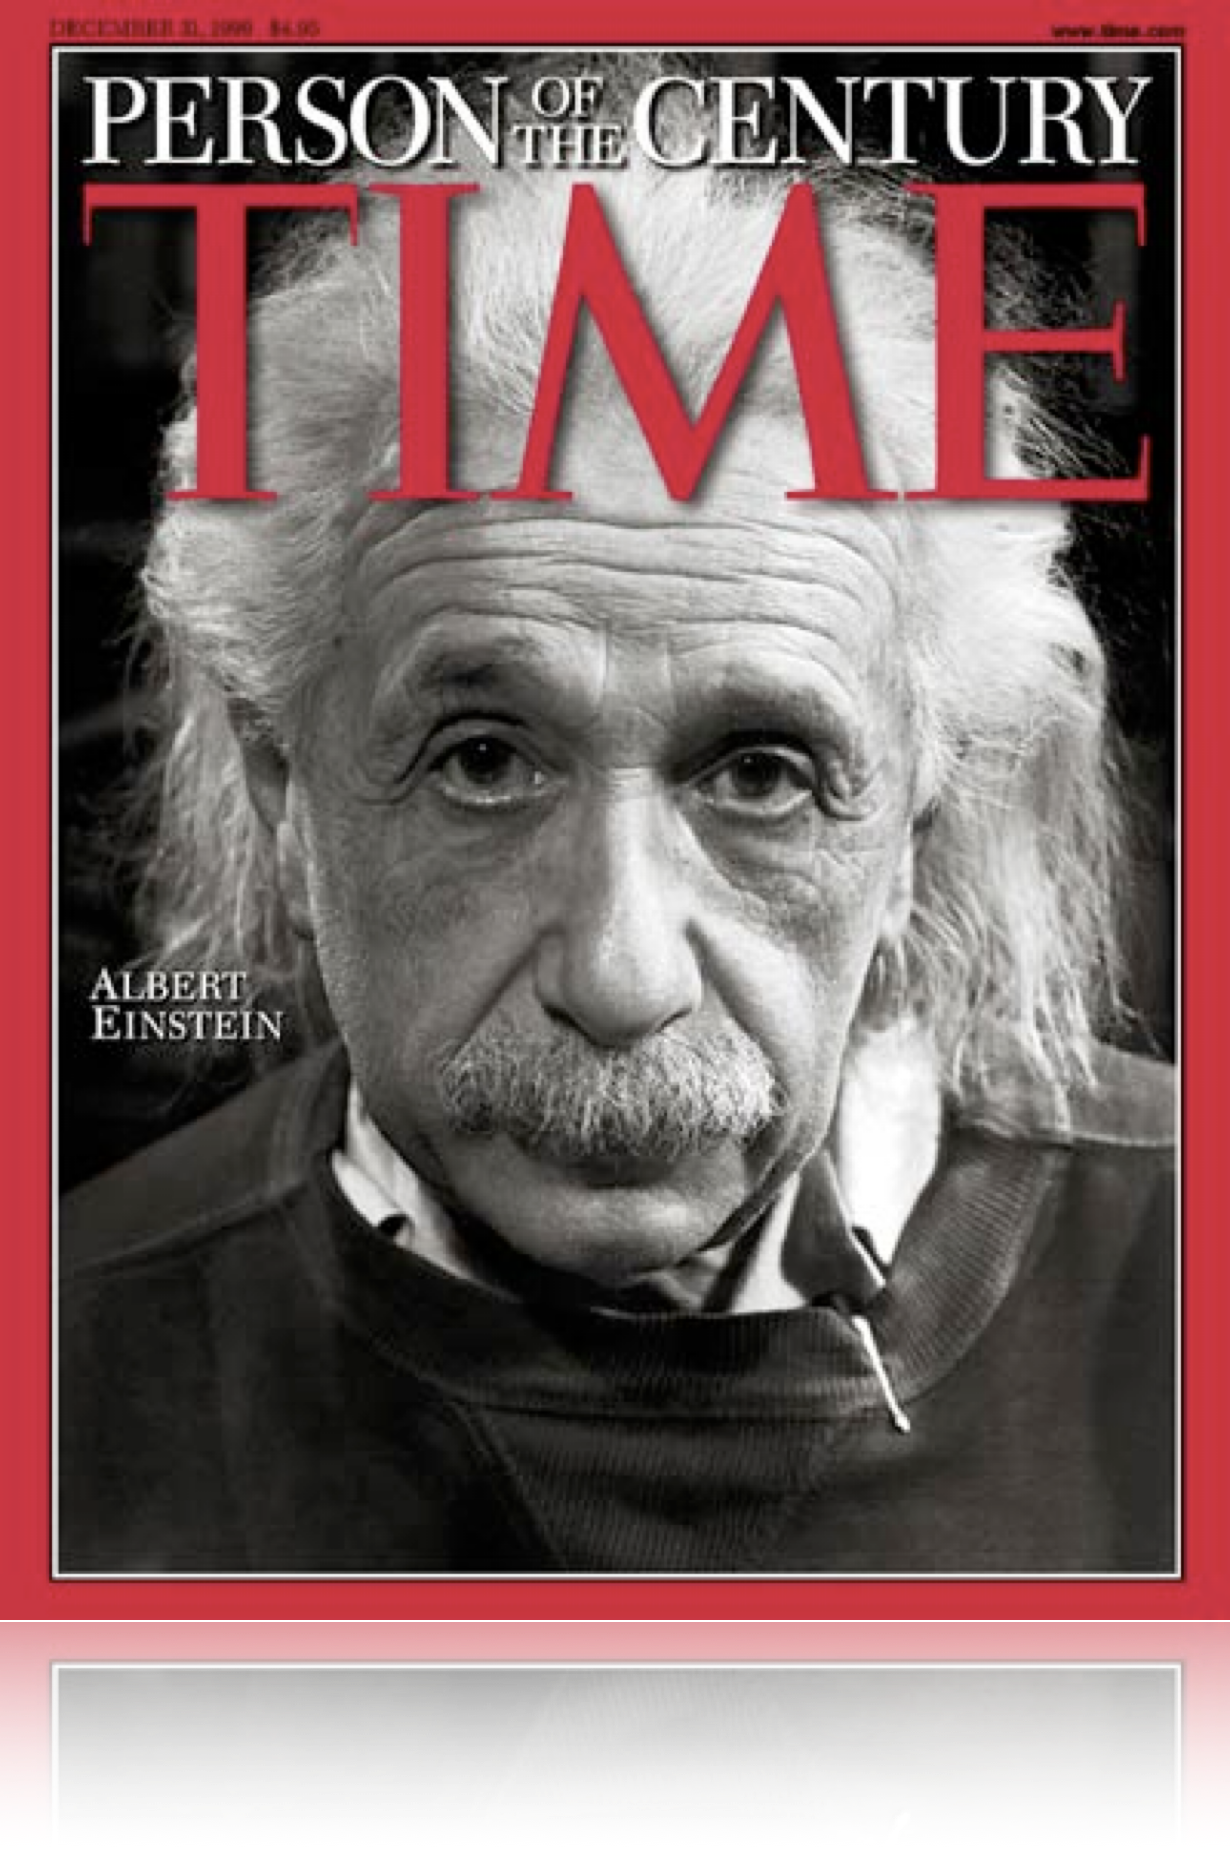 DECEMBER 31, 1999 $4.95
www.time.com
PERSON OF THE CENTURY
TIME
ALBERT
EINSTEIN